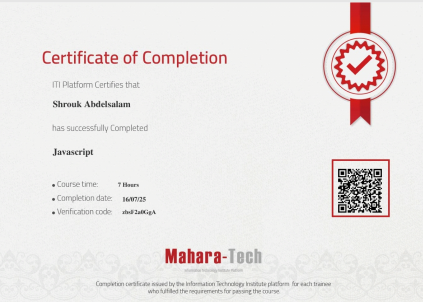 Certificate of Completion
ITI Platform Certifies that
Shrouk Abdelsalam
has successfully Completed
Javascript
Course time: 7 Hours
Completion date: 16/07/25
Verification code:
Mahara-Tech
Completion certificate issued by the Information Technology Institute platform for each trainee
who fulfilled the requirements for passing the course.